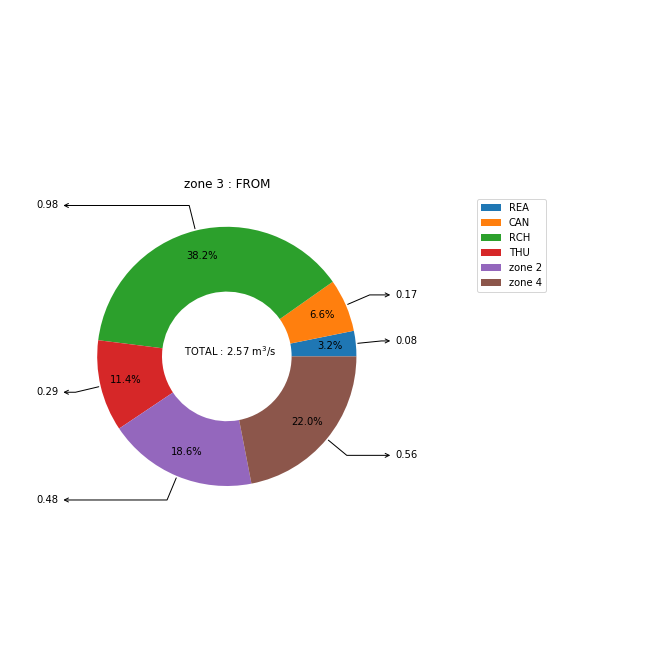 zone 3 : FROM
0.98
REA
CAN
RCH
THU
zone 2
zone 4
38.2%
0.17
6.6%
0.08
3.2%
TOTAL : 2.57 m³/s
11.4%
0.29
22.0%
18.6%
0.56
0.48